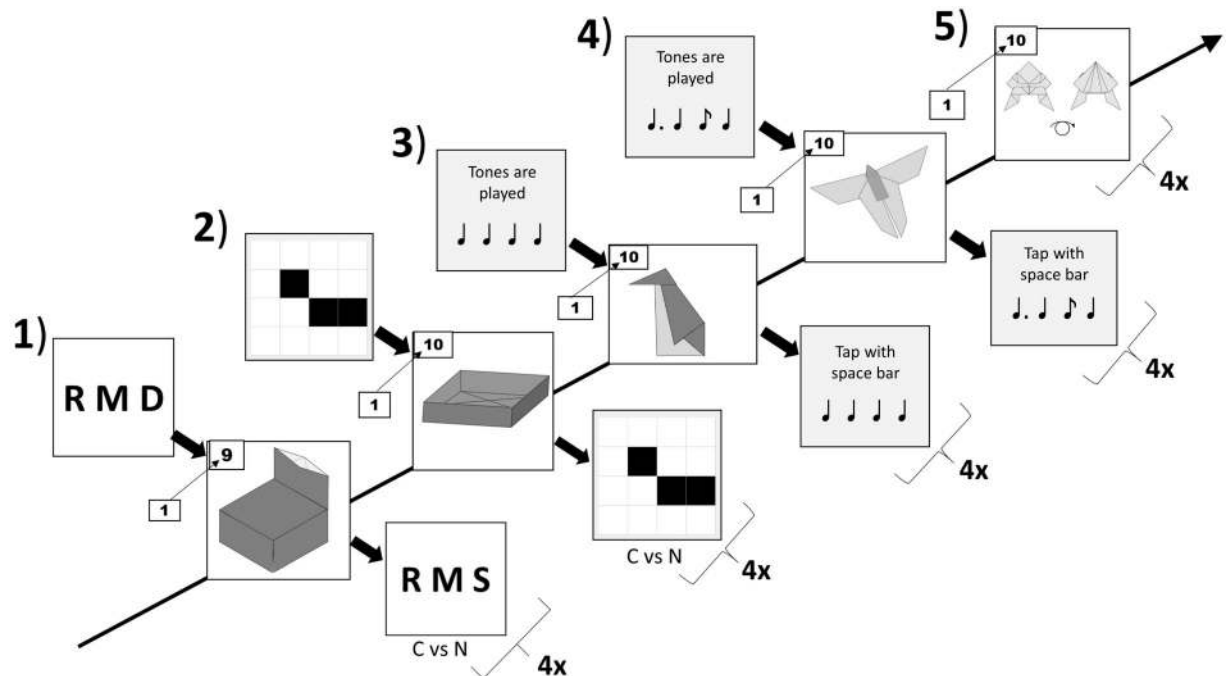 1)
R M D
1
9
R M S
C vs N
4x
2)
1
10
C vs N
4x
3)
Tones are
played
1
10
Tap with
space bar
4x
4)
Tones are
played
1
10
Tap with
space bar
4x
5)
1
10
4x